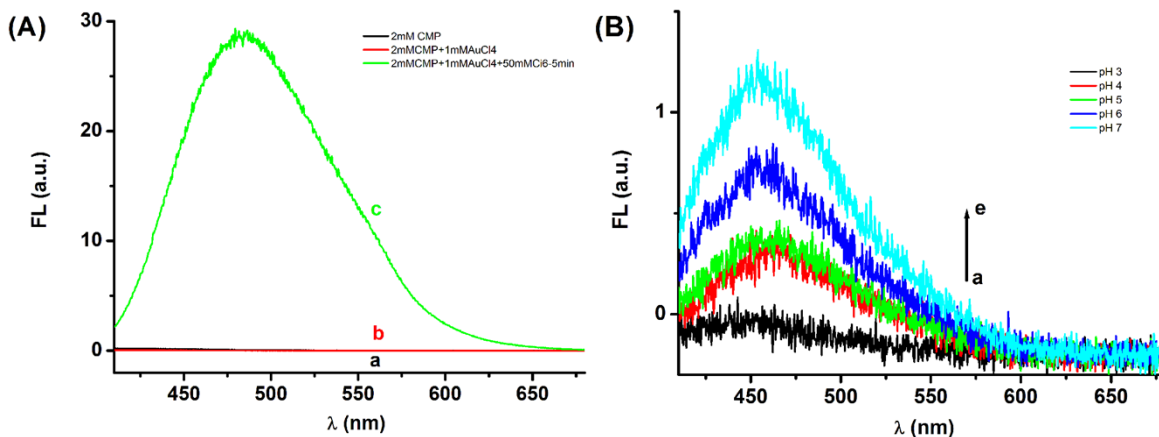 (A)
FL (a.u.)
30
20
10
0
450
500
550
600
650
λ (nm)
2mM CMP
2mMCMP+1mMAuCl4
2mMCMP+1mMAuCl4+50mMCi6-5min
c
b
a
(B)
FL (a.u.)
1
0
450
500
550
600
650
λ (nm)
pH 3
pH 4
pH 5
pH 6
pH 7
e
a